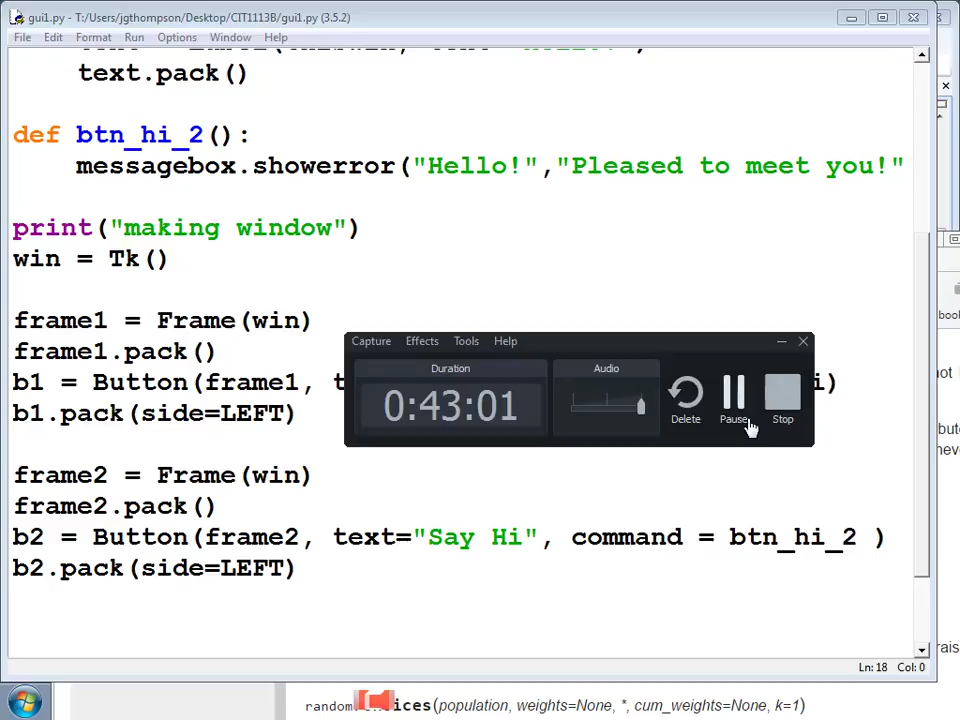 gui1.py - T:/Users/jgthompson/Desktop/CIT1113B/gui1.py (3.5.2)
File Edit Format Run Options Window Help
text.pack()
def btn_hi_2():
messagebox.showerror("Hello!","Pleased to meet you!"
print("making window")
win = Tk()
frame1 = Frame(win)
frame1.pack()
b1 = Button(frame1, t i)
b1.pack(side=LEFT)
Capture Effects Tools Help
Duration
0:43:01
Audio
Delete
Pause
Stop
frame2 = Frame(win)
frame2.pack()
b2 = Button(frame2, text="Say Hi", command = btn_hi_2 )
b2.pack(side=LEFT)
Ln: 18 Col: 0
random. ices(population, weights=None, *, cum_weights=None, k=1)